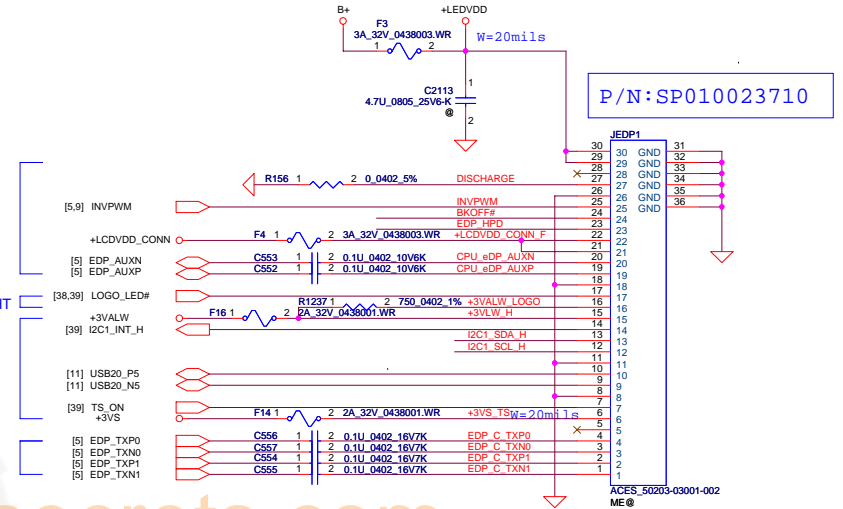 B+
+LEDVDD
F3
3A_32V_0438003.WR
1 2
W=20mils
1
C2113
4.7U_0805_25V6-K
@
2
P/N:SP010023710
JEDP1
30 30 GND 31
29 29 GND 32
28 28 GND 33
27 27 GND 34
26 26 GND 35
25 25 GND 36
24 24
23 23
22 22
21 21
20 20
19 19
18 18
17 17
16 16
15 15
14 14
13 13
12 12
11 11
10 10
9 9
8 8
7 7
6 6
5 5
4 4
3 3
2 2
1 1
R156 1 2 0_0402_5% DISCHARGE
[5,9] INVPWM INVPWM
BKOFF#
EDP_HPD
+LCDVDD_CONN F4 1 2 3A_32V_0438003.WR +LCDVDD_CONN_F
[5] EDP_AUXN C553 1 2 0.1U_0402_10V6K CPU_eDP_AUXN
[5] EDP_AUXP C552 1 2 0.1U_0402_10V6K CPU_eDP_AUXP
[38,39] LOGO_LED#
R1237 1 2 750_0402_1% +3VALW_LOGO
+3VALW F16 1 2 2A_32V_0438001.WR +3VLW_H
[39] I2C1_INT_H
I2C1_SDA_H
I2C1_SCL_H
[11] USB20_P5
[11] USB20_N5
[39] TS_ON
+3VS F14 1 2 2A_32V_0438001.WR +3VS_TS W=20mils
[5] EDP_TXP0 C556 1 2 0.1U_0402_16V7K EDP_C_TXP0
[5] EDP_TXN0 C557 1 2 0.1U_0402_16V7K EDP_C_TXN0
[5] EDP_TXP1 C554 1 2 0.1U_0402_16V7K EDP_C_TXP1
[5] EDP_TXN1 C555 1 2 0.1U_0402_16V7K EDP_C_TXN1
ACES_50203-03001-002
ME@